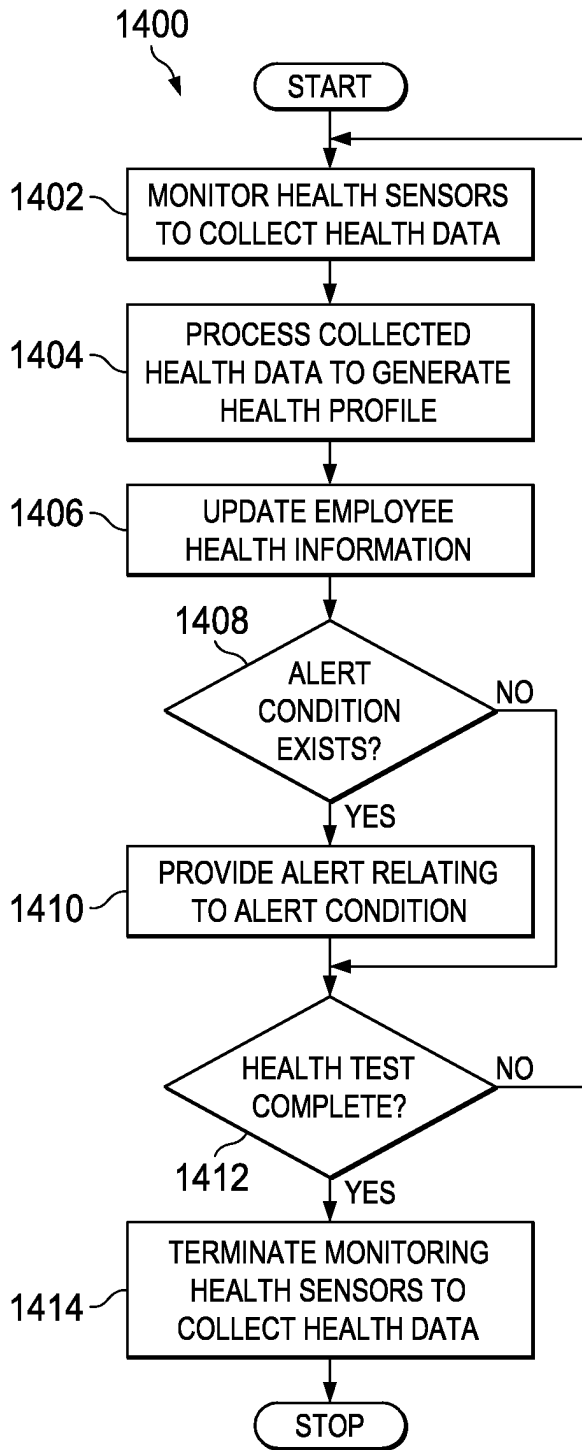 1400
START
1402
MONITOR HEALTH SENSORS
TO COLLECT HEALTH DATA
1404
PROCESS COLLECTED
HEALTH DATA TO GENERATE
HEALTH PROFILE
1406
UPDATE EMPLOYEE
HEALTH INFORMATION
1408
ALERT
CONDITION
EXISTS?
NO
YES
1410
PROVIDE ALERT RELATING
TO ALERT CONDITION
HEALTH TEST
COMPLETE?
NO
1412
YES
1414
TERMINATE MONITORING
HEALTH SENSORS TO
COLLECT HEALTH DATA
STOP